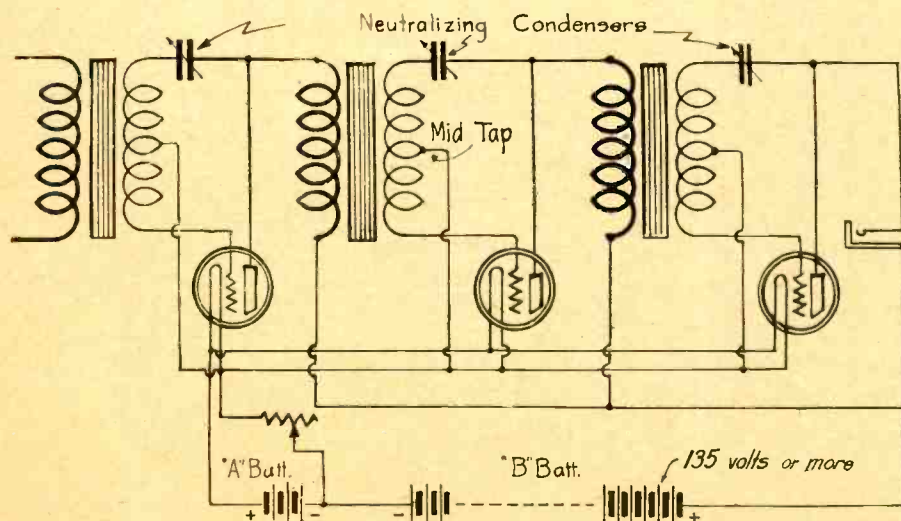 Neutralizing Condensers
Mid Tap
"A" Batt.
"B" Batt.
135 volts or more
+ - - +